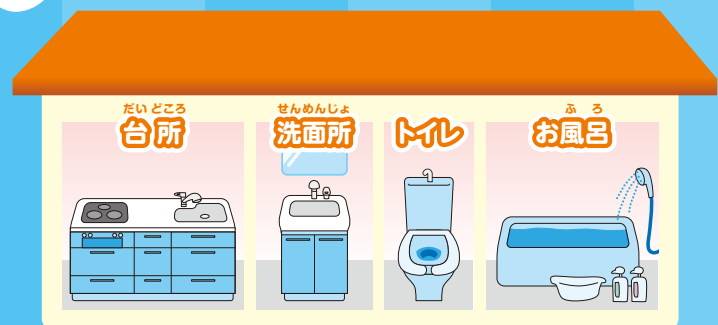 だいどころ
台所
せんめんじょ
洗面所
トイレ
ふろ
お風呂